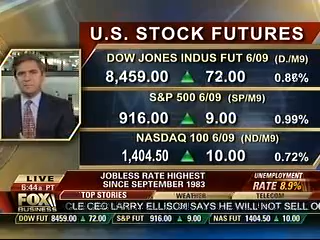 U.S. STOCK FUTURES
DOW JONES INDUS FUT 6/09 (D./M9)
8,459.00 ▲ 72.00 0.86%
S&P 500 6/09 (SP/M9)
916.00 ▲ 9.00 0.99%
NASDAQ 100 6/09 (ND/M9)
1,404.50 ▲ 10.00 0.72%
LIVE
6:44 PT
JOBLESS RATE HIGHEST
SINCE SEPTEMBER 1983
UNEMPLOYMENT
RATE 8.9%
TOP STORIES WEATHER TELECOM
FOX
BUSINESS
CLE CEO LARRY ELLISON SAYS HE WILL NOT SELL O
DOW FUT 8459.00 ▲ 72.00 S&P FUT 916.00 ▲ 9.00 NAS FUT 1404.50 ▲ 10.00